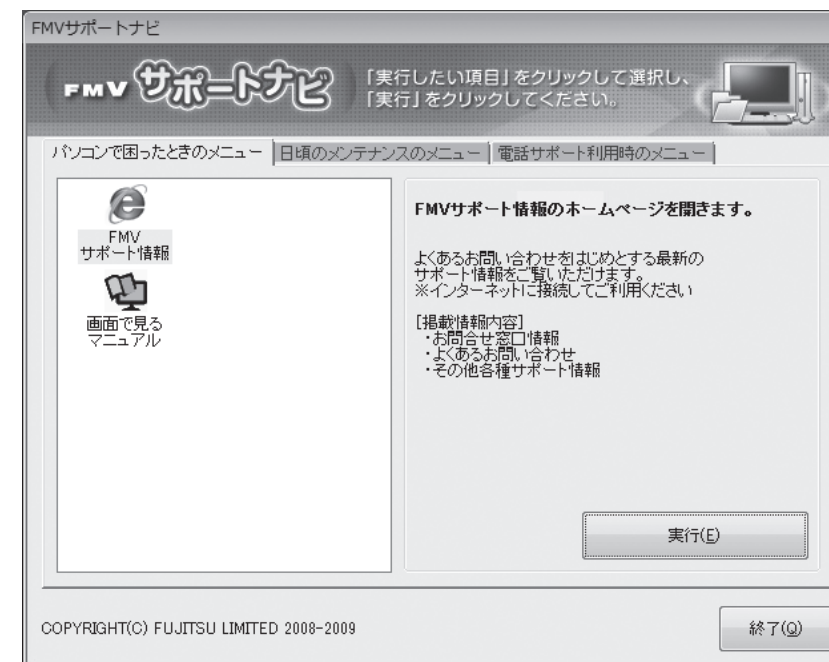 FMVサポートナビ
FMV サポートナビ
「実行したい項目」をクリックして選択し、
「実行」をクリックしてください。
パソコンで困ったときのメニュー 日頃のメンテナンスのメニュー 電話サポート利用時のメニュー
FMV
サポート情報
画面で見る
マニュアル
FMVサポート情報のホームページを開きます。
よくあるお問い合わせをはじめとする最新の
サポート情報をご覧いただけます。
※インターネットに接続してご利用ください
[掲載情報内容]
・お問合せ窓口情報
・よくあるお問い合わせ
・その他各種サポート情報
実行(E)
COPYRIGHT(C) FUJITSU LIMITED 2008-2009
終了(Q)